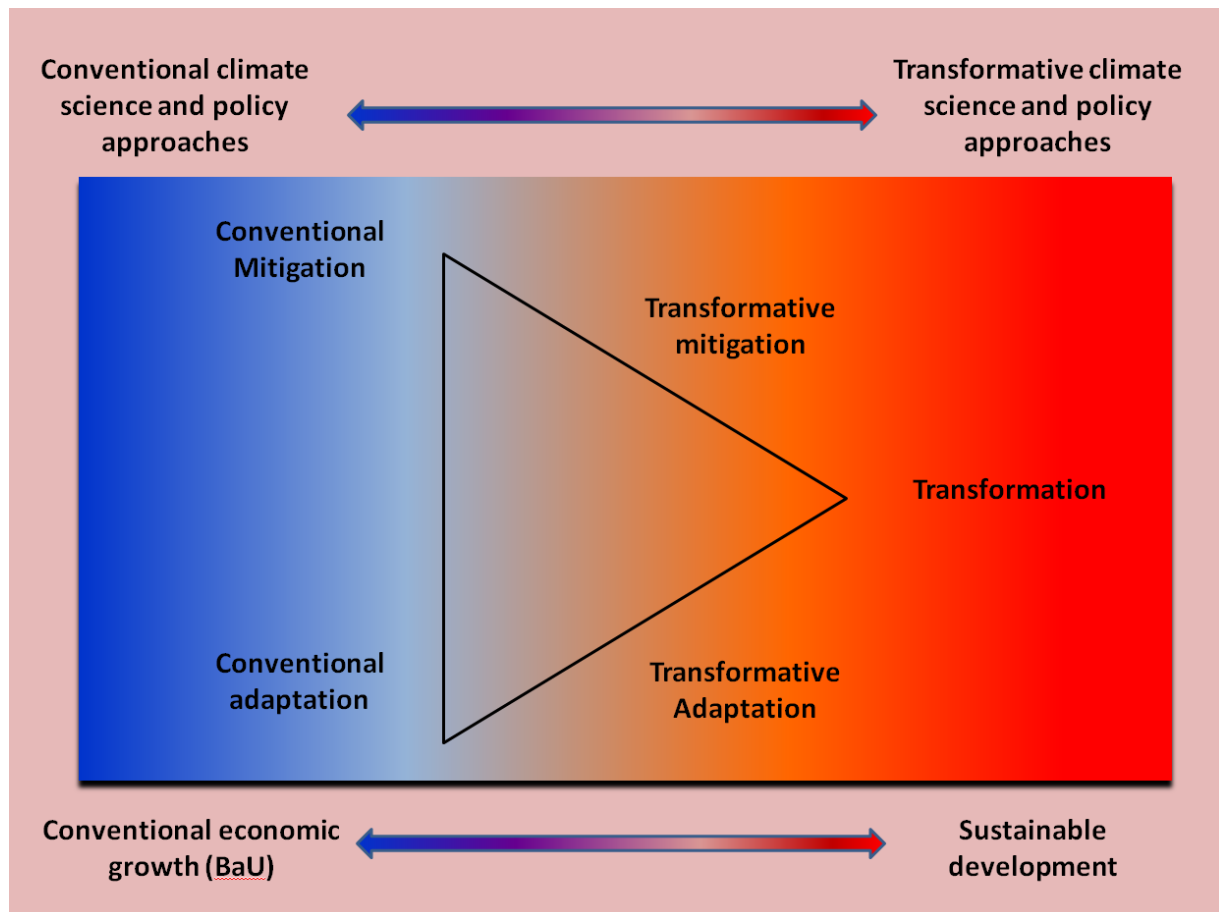 Conventional climate
science and policy
approaches
Transformative climate
science and policy
approaches
Conventional
Mitigation
Transformative
mitigation
Transformation
Conventional
adaptation
Transformative
Adaptation
Conventional economic
growth (BaU)
Sustainable
development